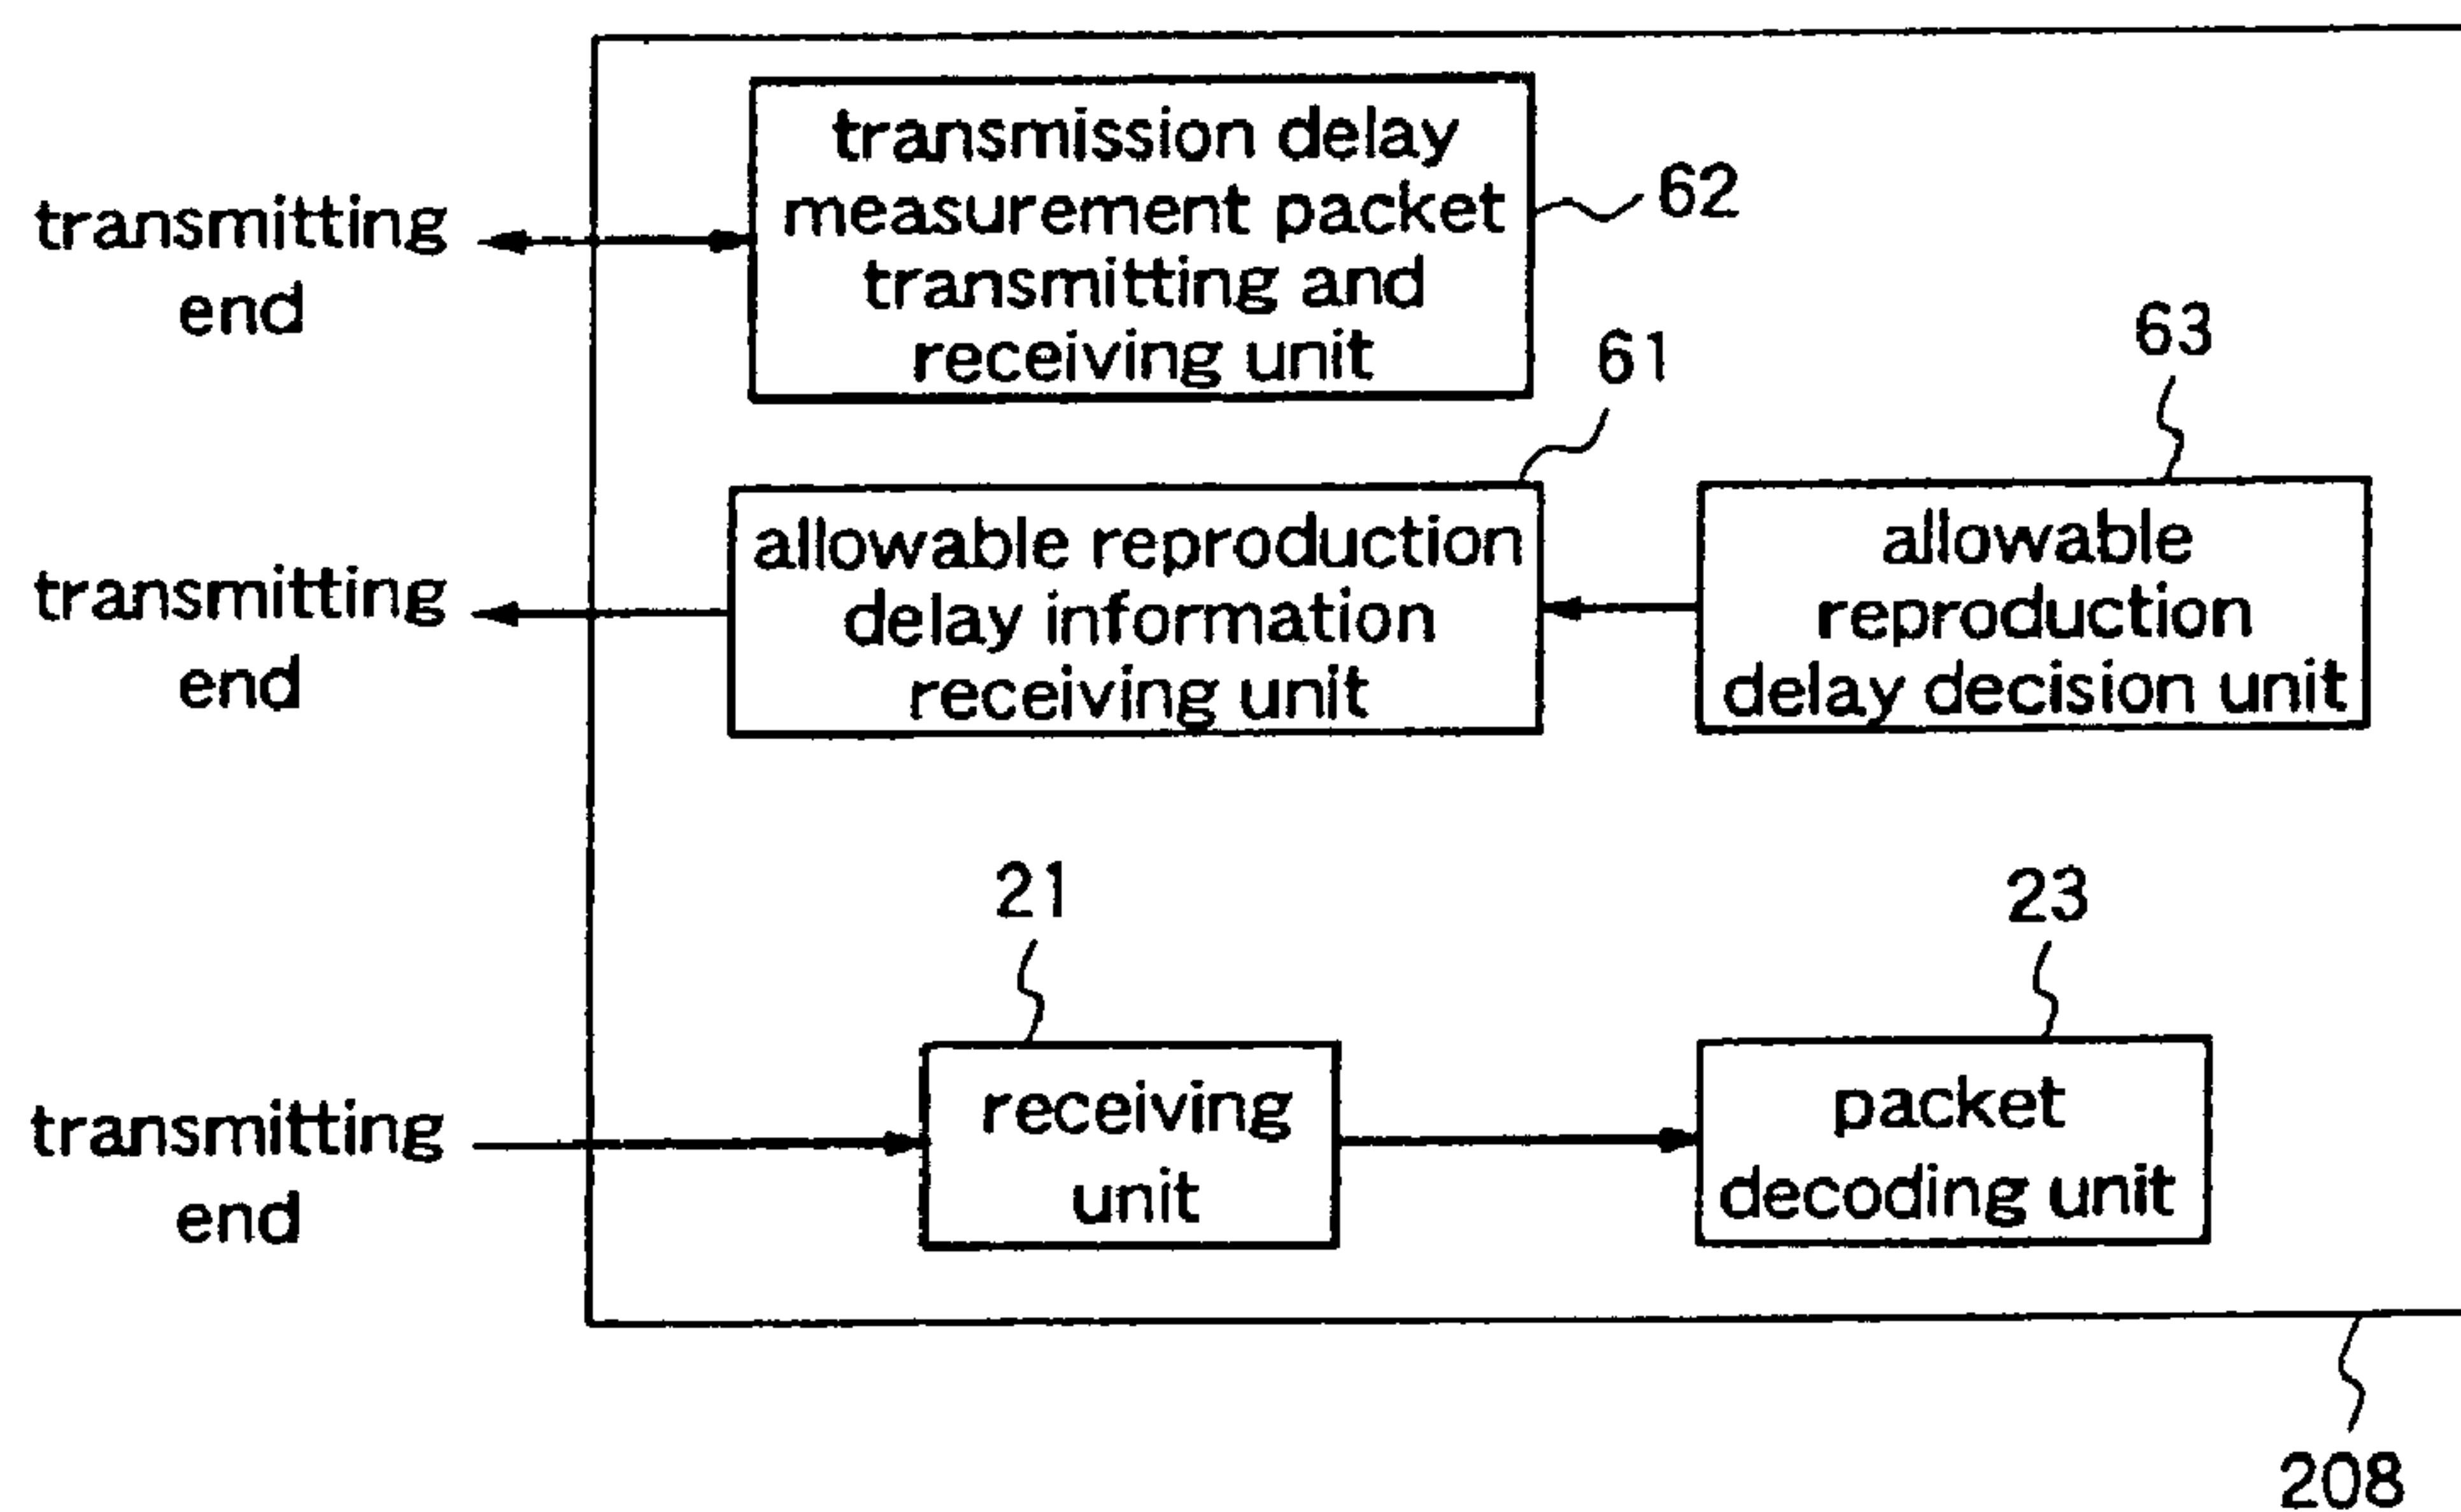 transmission delay
measurement packet
transmitting and
receiving unit
62
transmitting
end
61
63
allowable reproduction
delay information
receiving unit
allowable
reproduction
delay decision unit
transmitting
end
21
23
receiving
unit
packet
decoding unit
transmitting
end
208